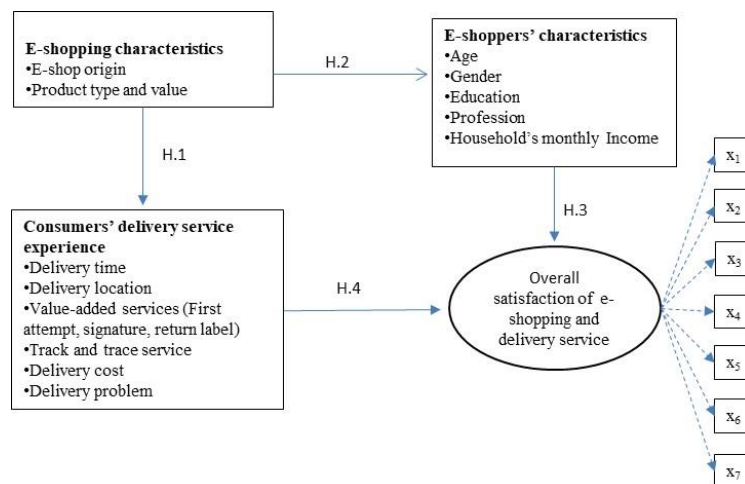 E-shopping characteristics
•E-shop origin
•Product type and value
H.2
E-shoppers’ characteristics
•Age
•Gender
•Education
•Profession
•Household’s monthly Income
H.1
H.3
Consumers’ delivery service
experience
•Delivery time
•Delivery location
•Value-added services (First
attempt, signature, return label)
•Track and trace service
•Delivery cost
•Delivery problem
H.4
Overall
satisfaction of e-
shopping and
delivery service
x₁
x₂
x₃
x₄
x₅
x₆
x₇